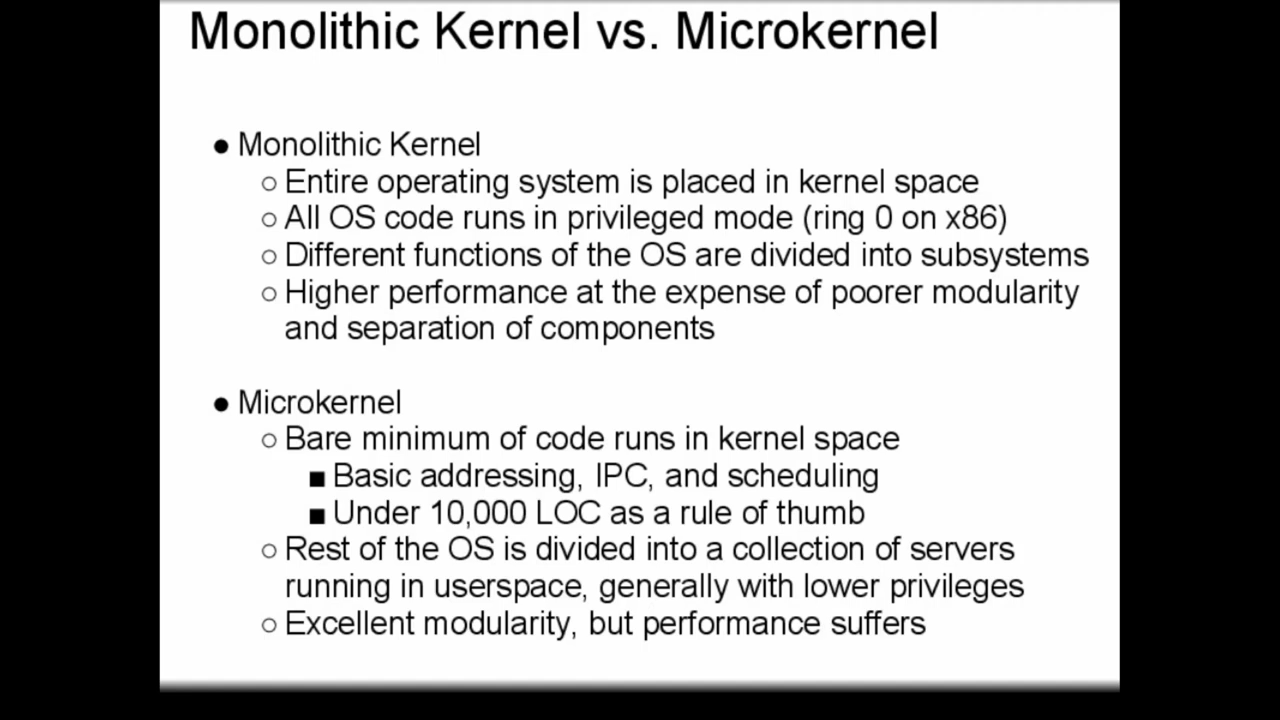 Monolithic Kernel vs. Microkernel
● Monolithic Kernel
○ Entire operating system is placed in kernel space
○ All OS code runs in privileged mode (ring 0 on x86)
○ Different functions of the OS are divided into subsystems
○ Higher performance at the expense of poorer modularity
and separation of components
● Microkernel
○ Bare minimum of code runs in kernel space
■ Basic addressing, IPC, and scheduling
■ Under 10,000 LOC as a rule of thumb
○ Rest of the OS is divided into a collection of servers
running in userspace, generally with lower privileges
○ Excellent modularity, but performance suffers